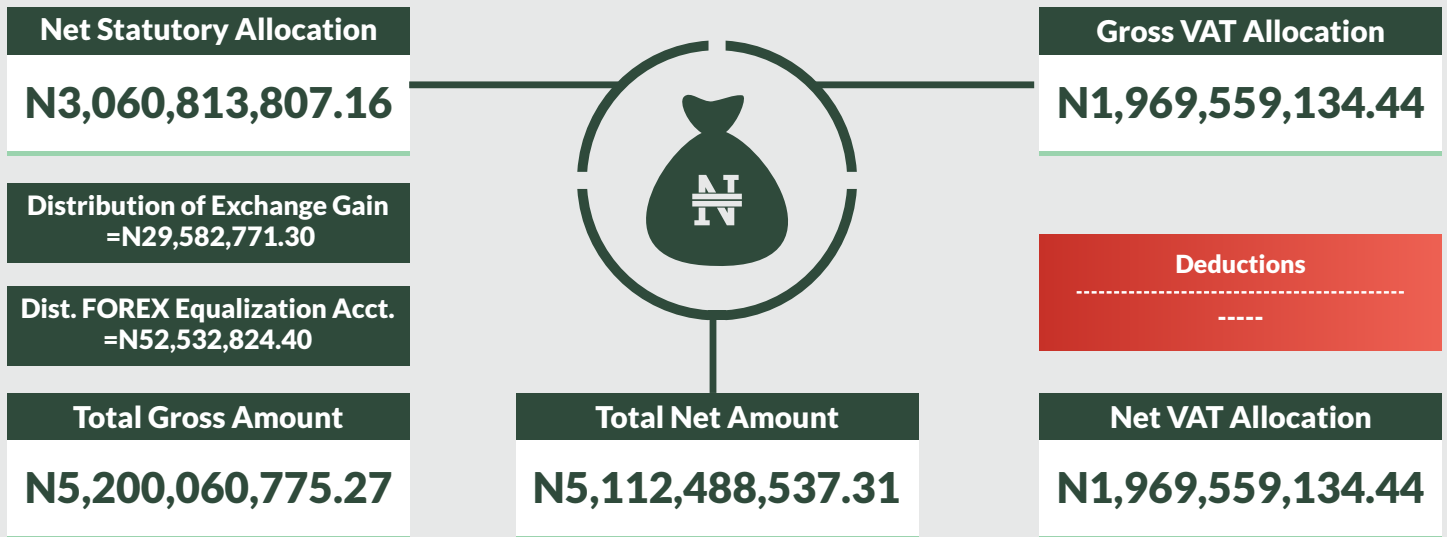 Net Statutory Allocation
N3,060,813,807.16
Gross VAT Allocation
N1,969,559,134.44
Distribution of Exchange Gain
=N29,582,771.30
Dist. FOREX Equalization Acct.
=N52,532,824.40
₦
Deductions
--------------------------------------------
-----
Total Gross Amount
N5,200,060,775.27
Total Net Amount
N5,112,488,537.31
Net VAT Allocation
N1,969,559,134.44